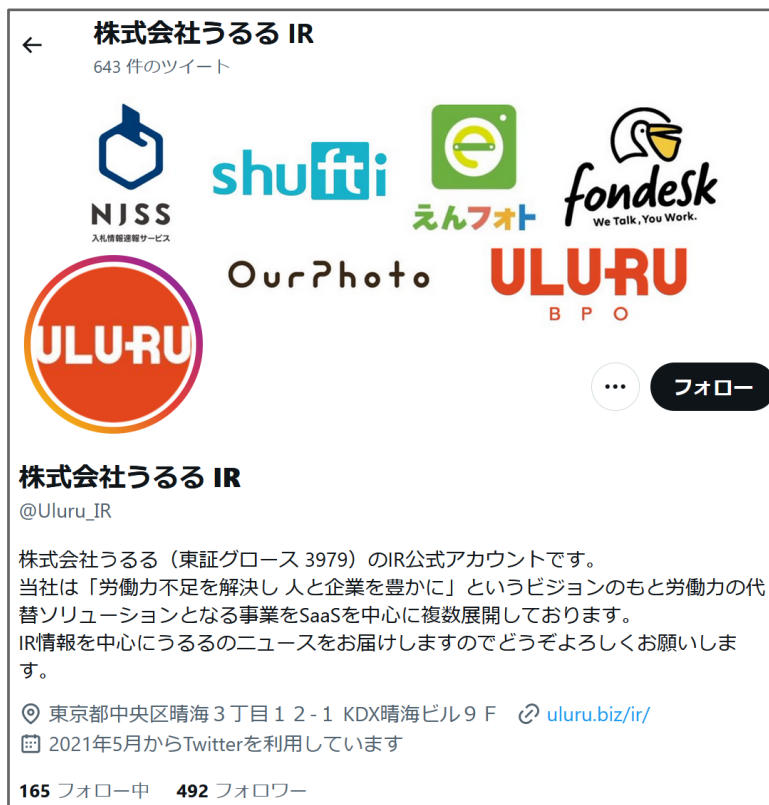 株式会社うるる IR
643 件のツイート
NJSS
入札情報速報サービス
shufti
えんフォト
fondesk
We Talk, You Work.
OurPhoto
ULURU
BPO
ULURU
フォロー
株式会社うるる IR
@Uluru_IR
株式会社うるる（東証グロース 3979）のIR公式アカウントです。
当社は「労働力不足を解決し 人と企業を豊かに」というビジョンのもと労働力の代
替ソリューションとなる事業をSaaSを中心に複数展開しております。
IR情報を中心にうるるのニュースをお届けしますのでどうぞよろしくお願いしま
す。
東京都中央区晴海３丁目１２-１ KDX晴海ビル９Ｆ uluru.biz/ir/
2021年5月からTwitterを利用しています
165 フォロー中 492 フォロワー